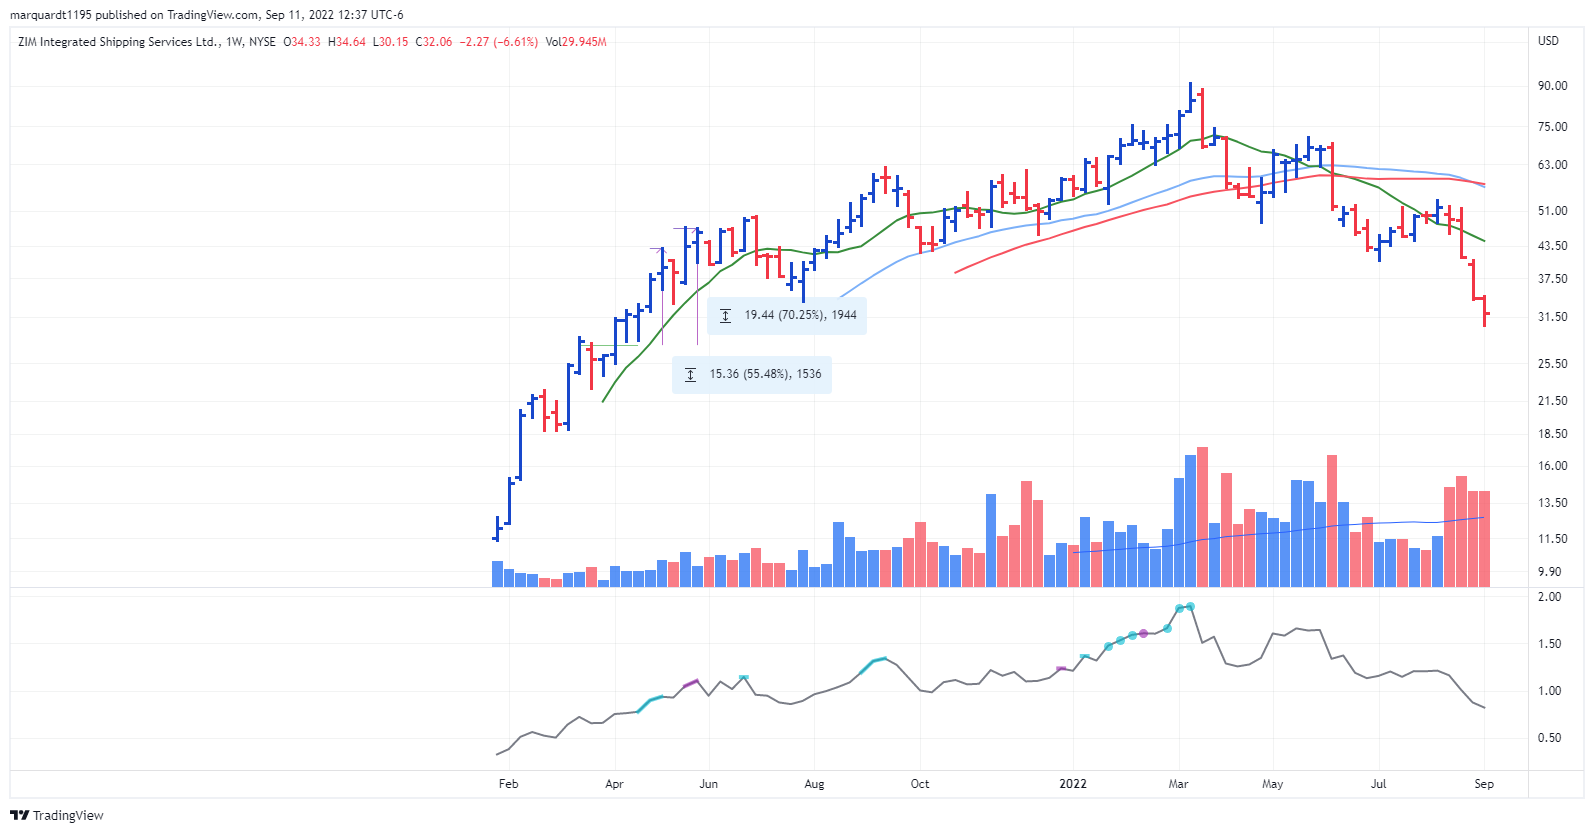 marquardt1195 published on TradingView.com, Sep 11, 2022 12:37 UTC-6
ZIM Integrated Shipping Services Ltd., 1W, NYSE O34.33 H34.64 L30.15 C32.06 −2.27 (−6.61%) Vol29.945M
USD
90.00
75.00
63.00
51.00
43.50
37.50
31.50
25.50
21.50
18.50
16.00
13.50
11.50
9.90
19.44 (70.25%), 1944
15.36 (55.48%), 1536
2.00
1.50
1.00
0.50
Feb Apr Jun Aug Oct 2022 Mar May Jul Sep
TradingView